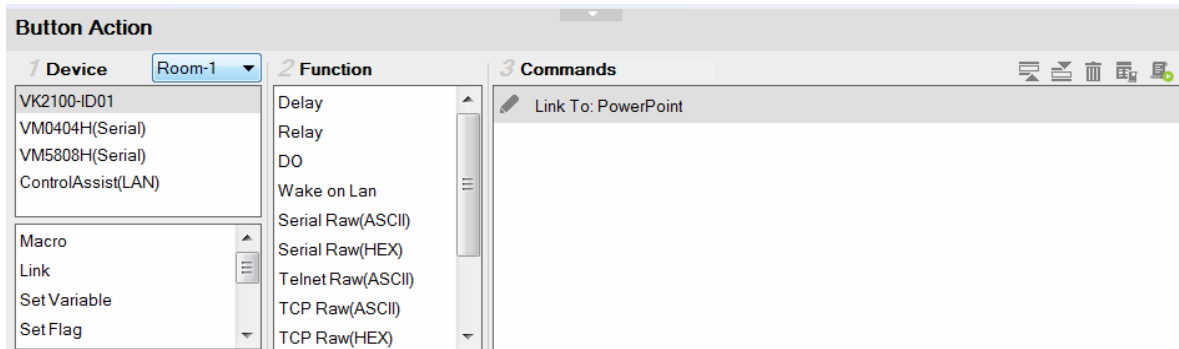 Button Action
1 Device
Room-1
VK2100-ID01
VM0404H(Serial)
VM5808H(Serial)
ControlAssist(LAN)
Macro
Link
Set Variable
Set Flag
2 Function
Delay
Relay
DO
Wake on Lan
Serial Raw(ASCII)
Serial Raw(HEX)
Telnet Raw(ASCII)
TCP Raw(ASCII)
TCP Raw(HEX)
3 Commands
Link To: PowerPoint